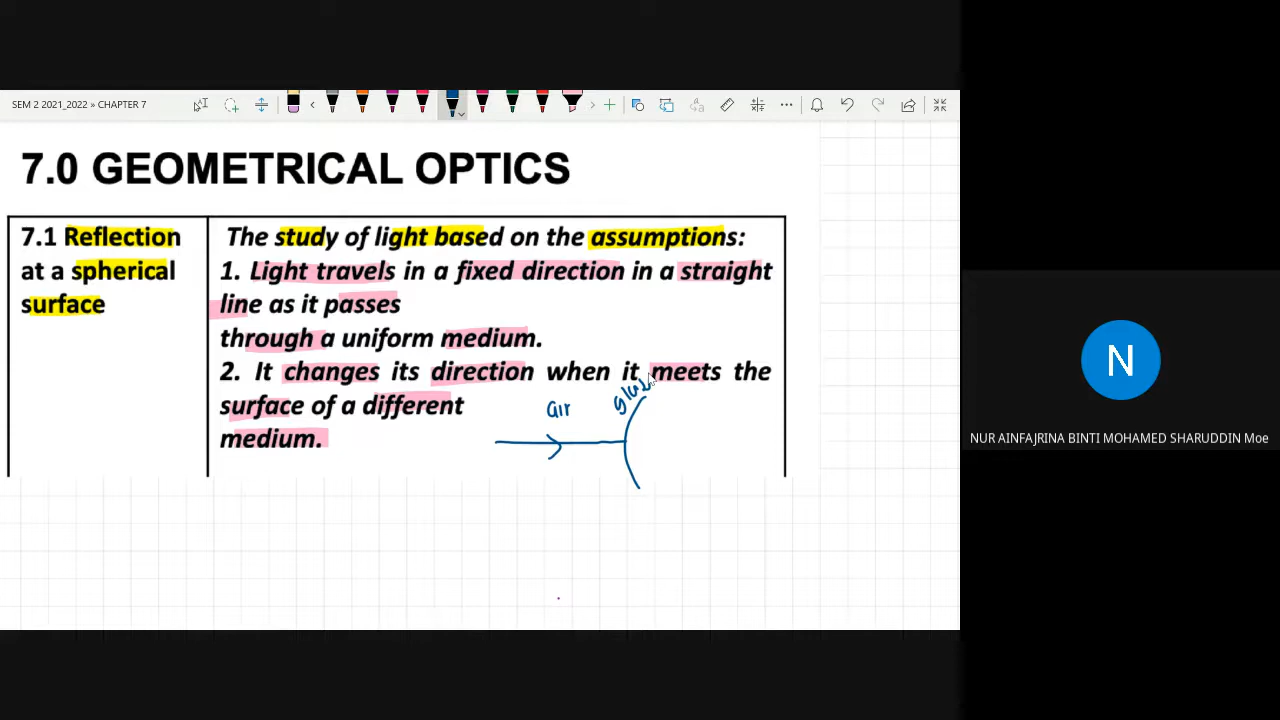 SEM 2 2021_2022 » CHAPTER 7
7.0 GEOMETRICAL OPTICS
7.1 Reflection
at a spherical
surface
The study of light based on the assumptions:
1. Light travels in a fixed direction in a straight
line as it passes
through a uniform medium.
2. It changes its direction when it meets the
surface of a different
medium.
air
glass
N
NUR AINFAJRINA BINTI MOHAMED SHARUDDIN Moe